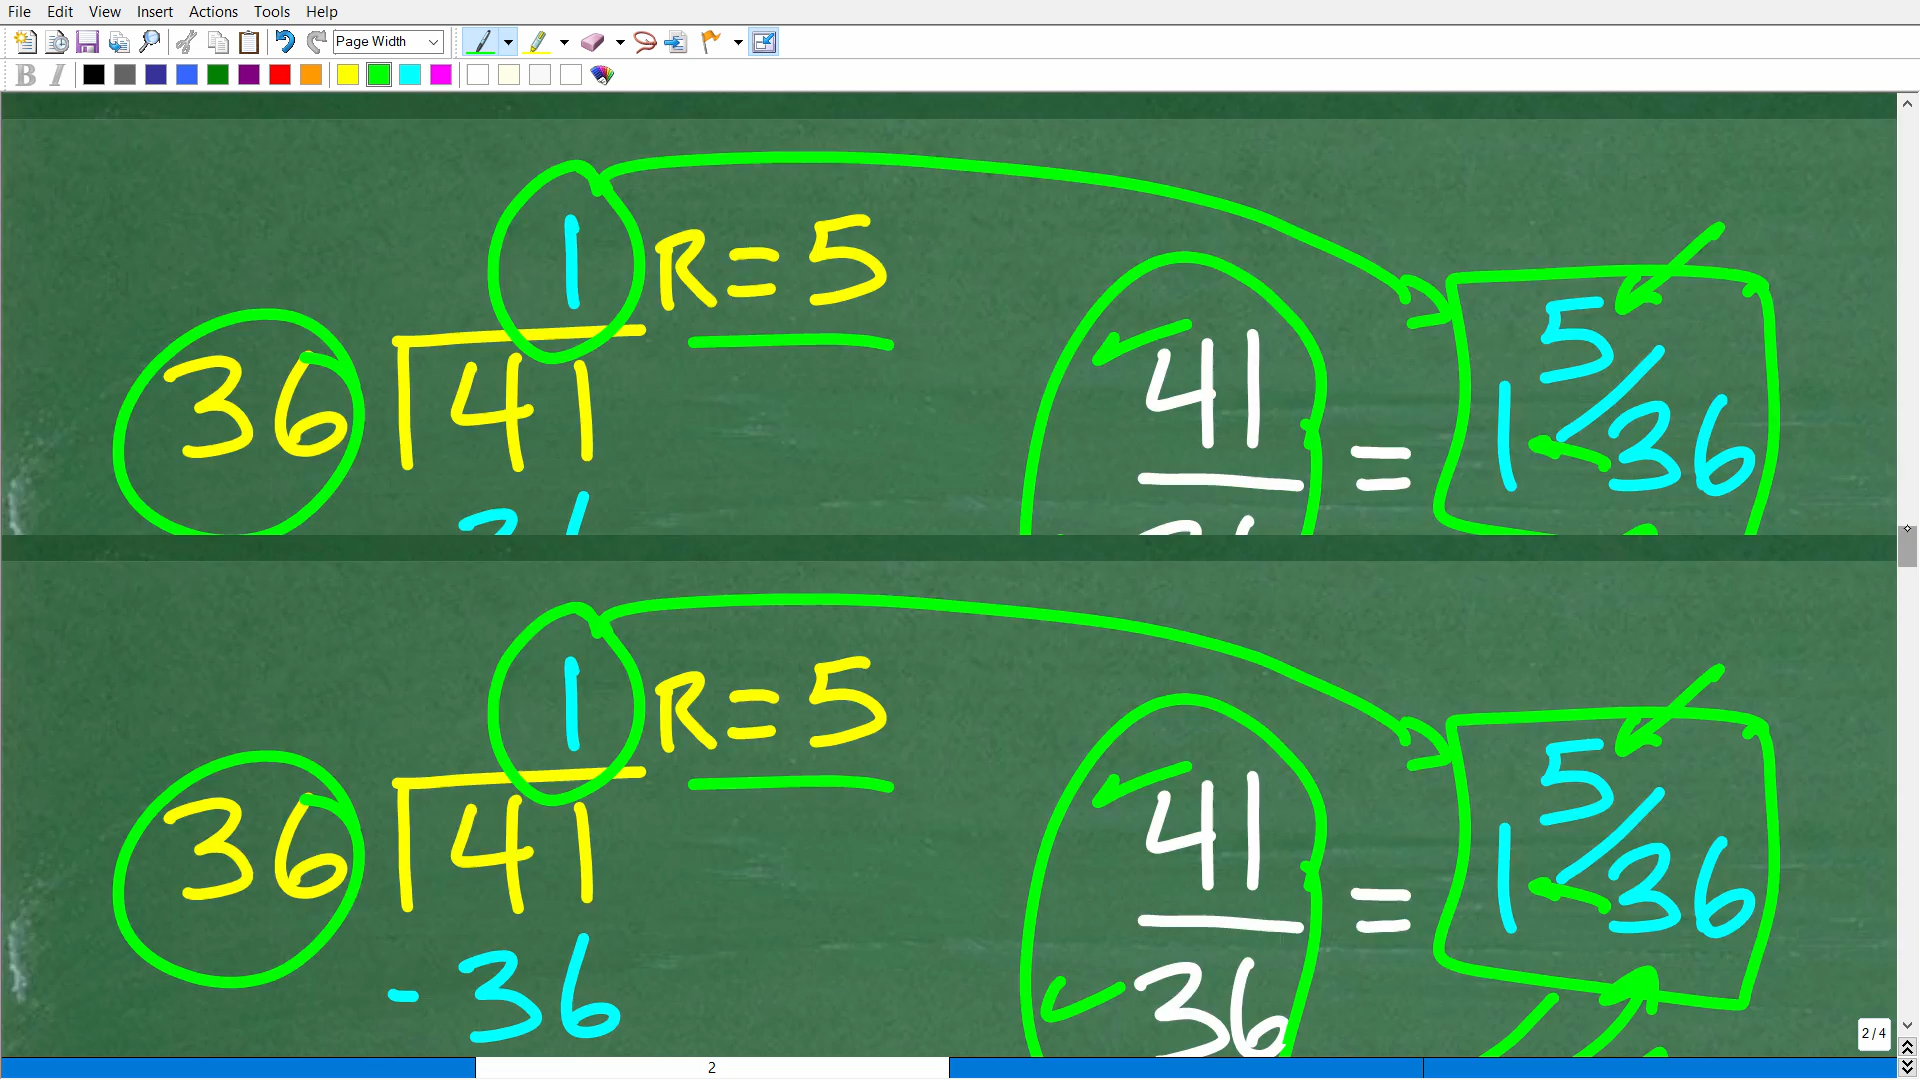 File Edit View Insert Actions Tools Help
Page Width
B I
1 R = 5
36 41
41 = 1 5/36
36
1 R = 5
36 41
- 36
41 = 1 5/36
36
2/4
2